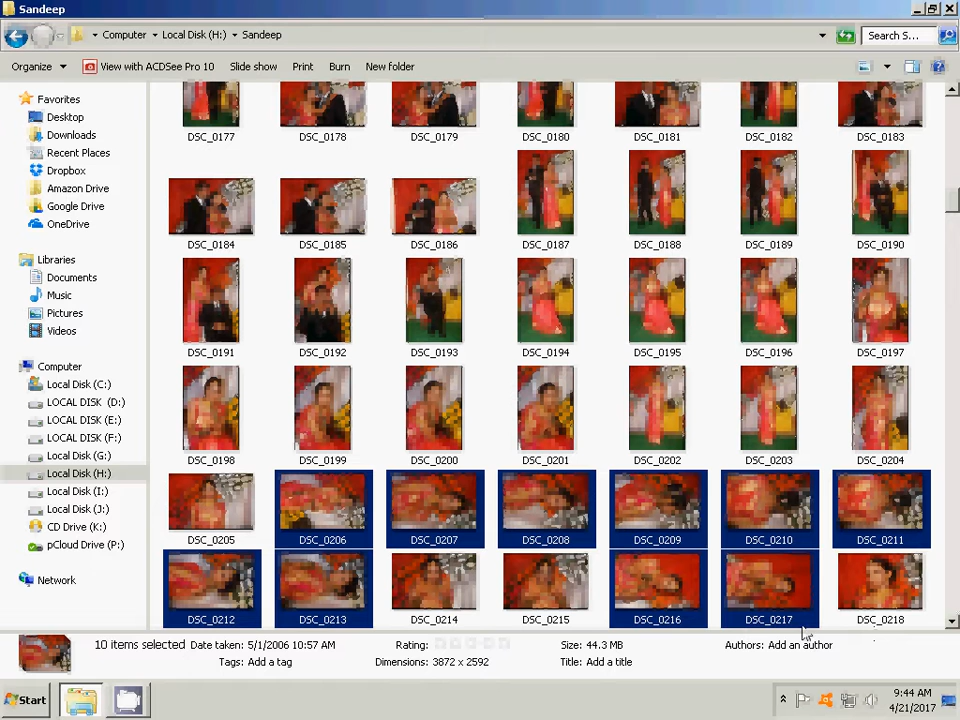 Sandeep
Computer Local Disk (H:) Sandeep Search S...
Organize View with ACDSee Pro 10 Slide show Print Burn New folder
Favorites
Desktop
Downloads
Recent Places
Dropbox
Amazon Drive
Google Drive
OneDrive
Libraries
Documents
Music
Pictures
Videos
Computer
Local Disk (C:)
LOCAL DISK (D:)
LOCAL DISK (E:)
LOCAL DISK (F:)
Local Disk (G:)
Local Disk (H:)
Local Disk (I:)
Local Disk (J:)
CD Drive (K:)
pCloud Drive (P:)
Network
DSC_0177 DSC_0178 DSC_0179 DSC_0180 DSC_0181 DSC_0182 DSC_0183
DSC_0184 DSC_0185 DSC_0186 DSC_0187 DSC_0188 DSC_0189 DSC_0190
DSC_0191 DSC_0192 DSC_0193 DSC_0194 DSC_0195 DSC_0196 DSC_0197
DSC_0198 DSC_0199 DSC_0200 DSC_0201 DSC_0202 DSC_0203 DSC_0204
DSC_0205 DSC_0206 DSC_0207 DSC_0208 DSC_0209 DSC_0210 DSC_0211
DSC_0212 DSC_0213 DSC_0214 DSC_0215 DSC_0216 DSC_0217 DSC_0218
10 items selected Date taken: 5/1/2006 10:57 AM Rating: Size: 44.3 MB Authors: Add an author
Tags: Add a tag Dimensions: 3872 x 2592 Title: Add a title
Start 9:44 AM
4/21/2017